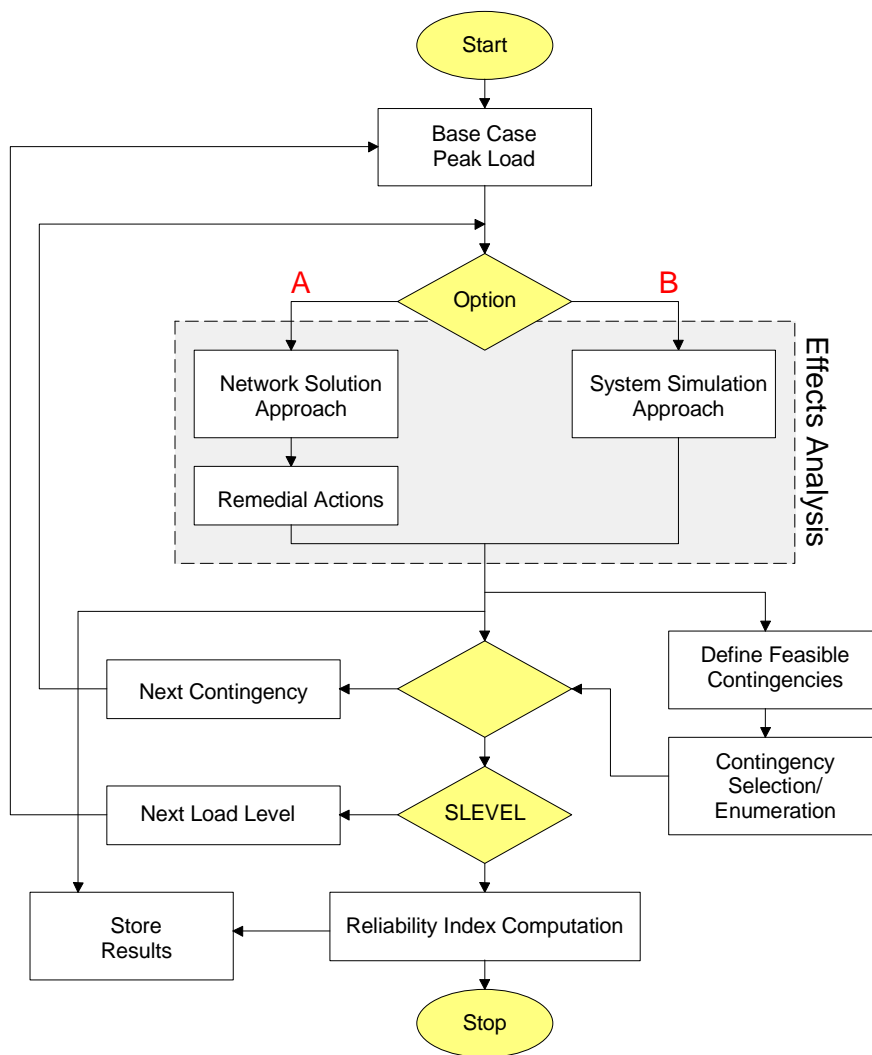 Start
Base Case
Peak Load
A
B
Option
Effects Analysis
Network Solution
Approach
System Simulation
Approach
Remedial Actions
Define Feasible
Contingencies
Next Contingency
Contingency
Selection/
Enumeration
Next Load Level
SLEVEL
Store
Results
Reliability Index Computation
Stop